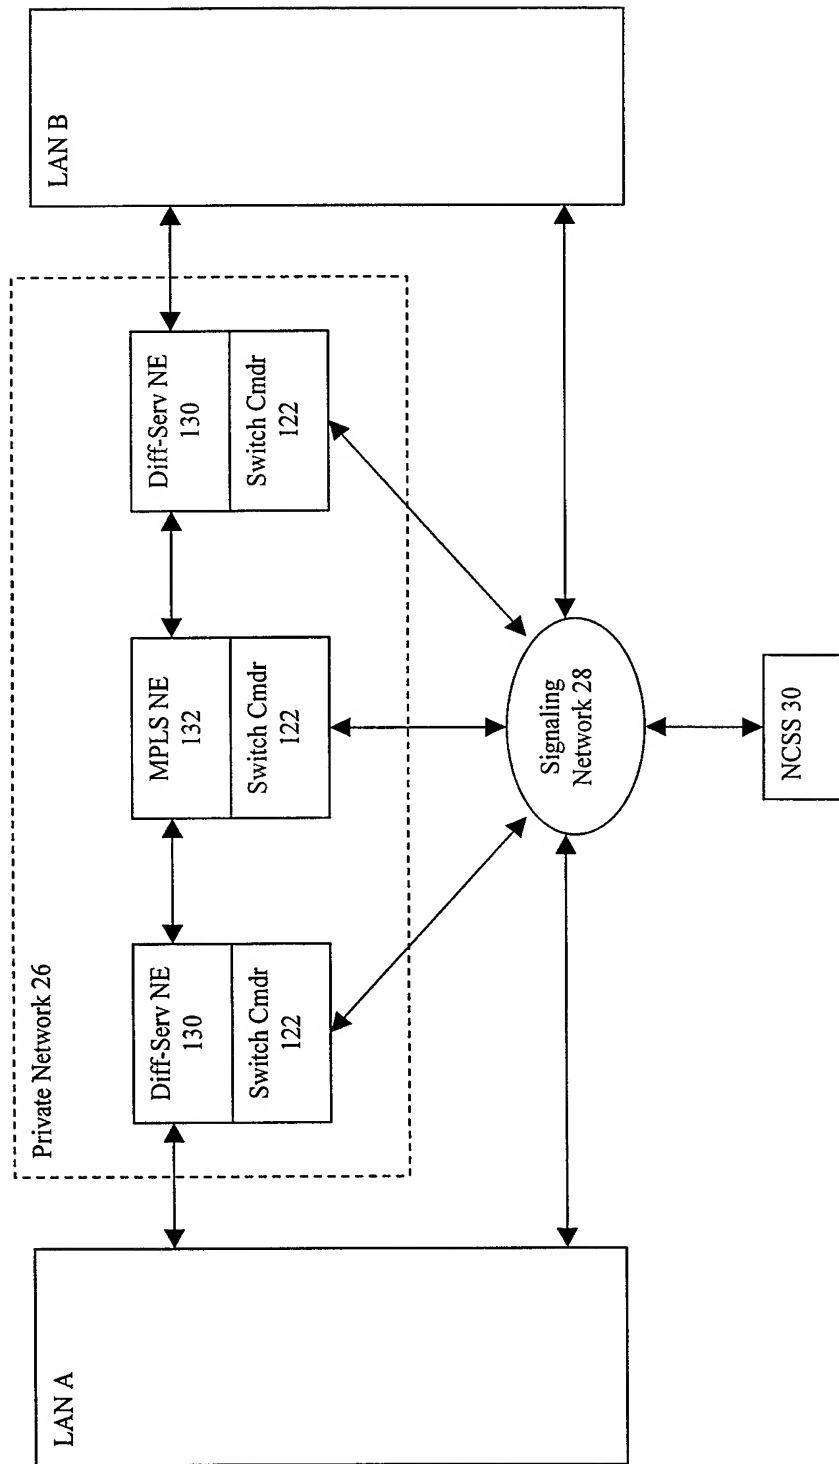 Private Network 26
LAN A
Diff-Serv NE
130
Switch Cmdr
122
MPLS NE
132
Switch Cmdr
122
Diff-Serv NE
130
Switch Cmdr
122
LAN B
Signaling
Network 28
NCSS 30